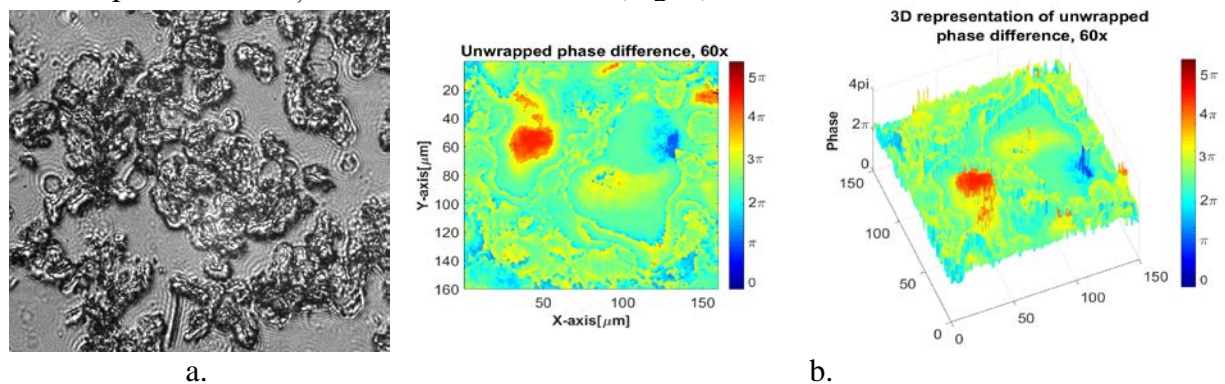 Unwrapped phase difference, 60x
20
40
60
80
100
120
140
160
Y-axis[μm]
50
100
150
X-axis[μm]
5π
4π
3π
2π
π
0
3D representation of unwrapped
phase difference, 60x
4pi
2π
0
Phase
150
100
50
0
0
50
100
150
5π
4π
3π
2π
π
0
a.
b.